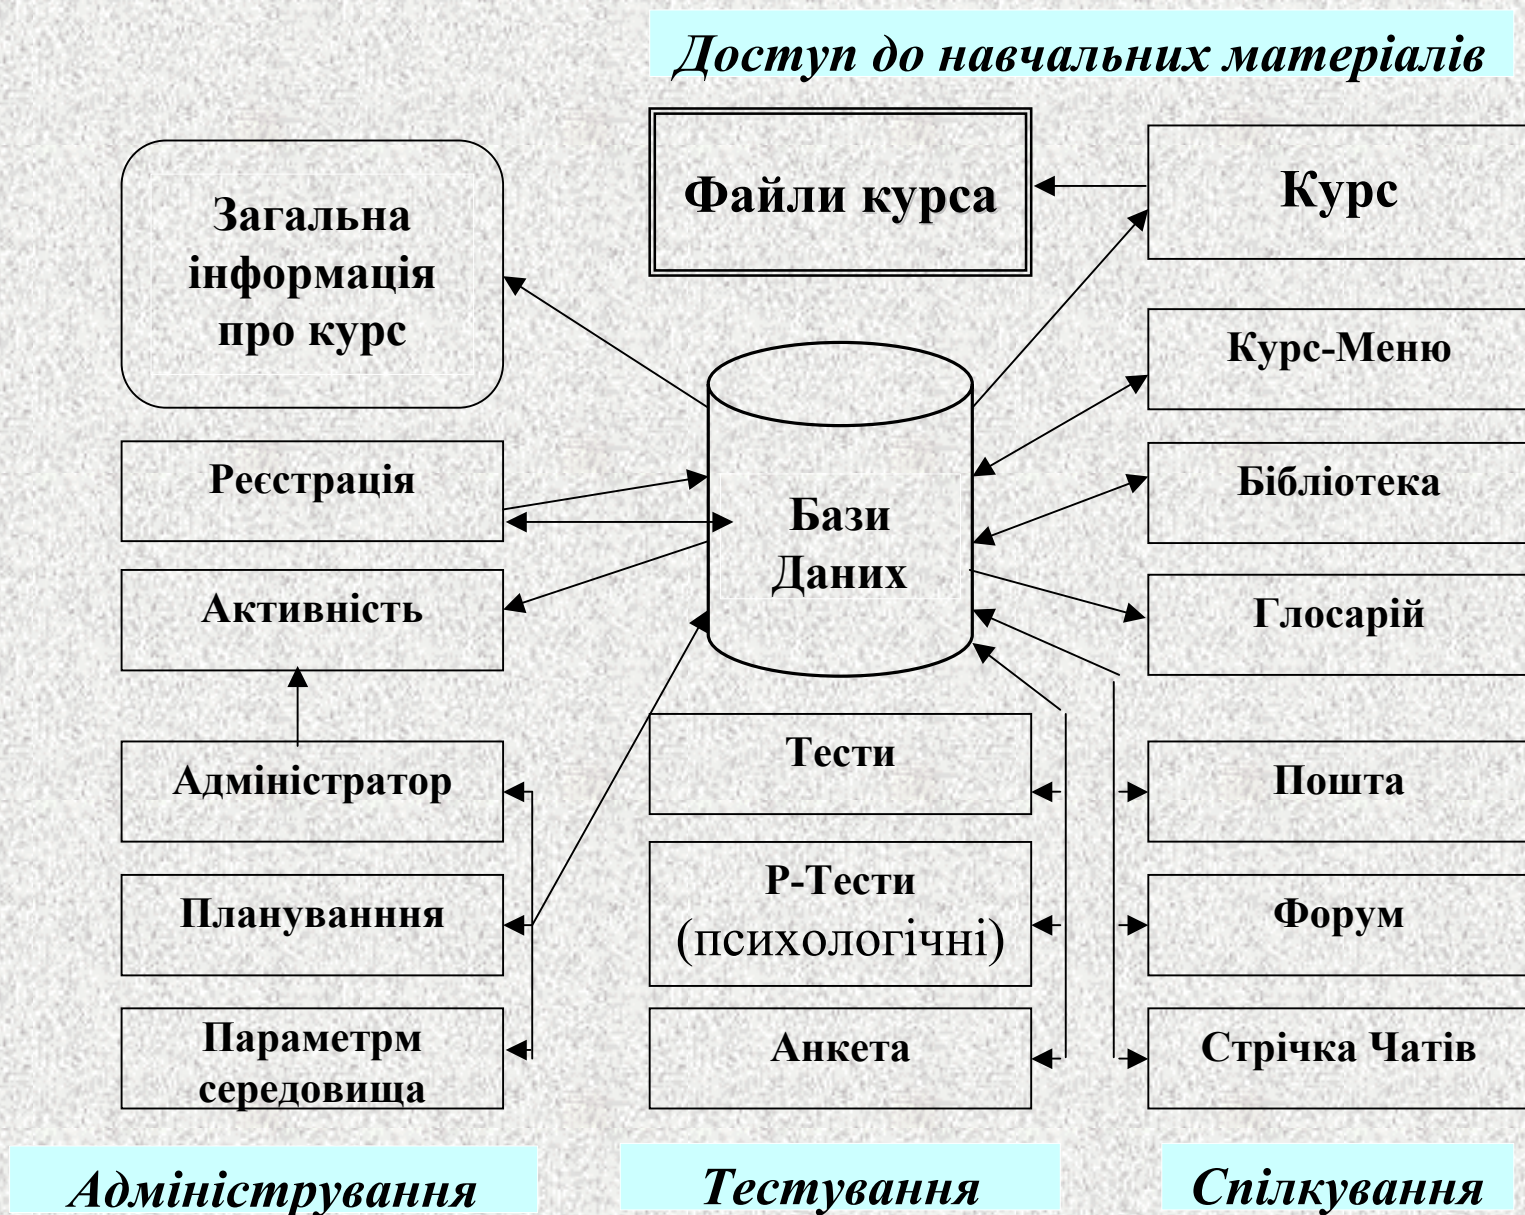 Доступ до навчальних матеріалів
Файли курса
Курс
Загальна
інформація
про курс
Курс-Меню
Реєстрація
Бібліотека
Бази
Даних
Активність
Глосарій
Адміністратор
Тести
Пошта
Плануванння
Р-Тести
(психологічні)
Форум
Параметрм
середовища
Анкета
Стрічка Чатів
Адміністрування
Тестування
Спілкування